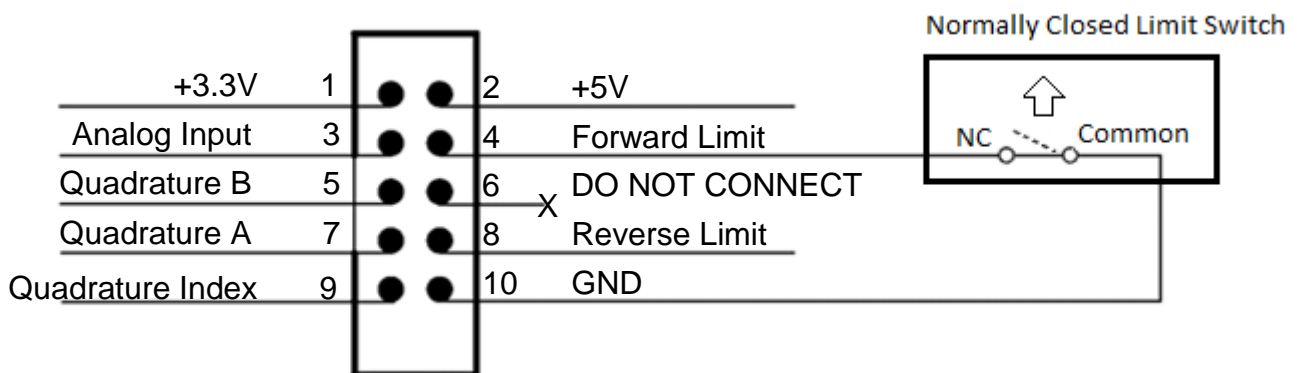 Normally Closed Limit Switch
+3.3V 1 2 +5V
Analog Input 3 4 Forward Limit
NC Common
Quadrature B 5 6 DO NOT CONNECT
X
Quadrature A 7 8 Reverse Limit
Quadrature Index 9 10 GND